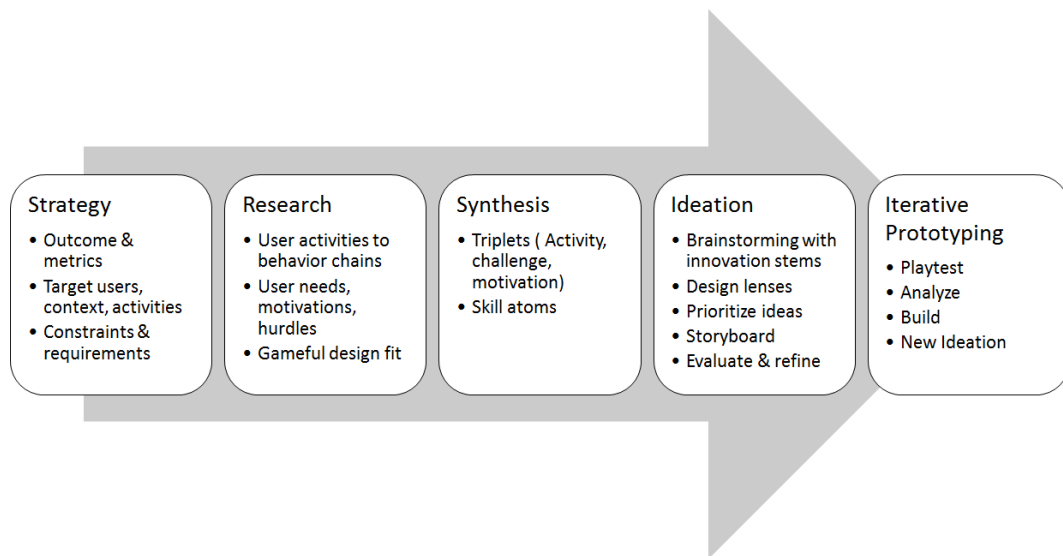 Strategy
• Outcome &
metrics
• Target users,
context, activities
• Constraints &
requirements
Research
• User activities to
behavior chains
• User needs,
motivations,
hurdles
• Gameful design fit
Synthesis
• Triplets ( Activity,
challenge,
motivation)
• Skill atoms
Ideation
• Brainstorming with
innovation stems
• Design lenses
• Prioritize ideas
• Storyboard
• Evaluate & refine
Iterative
Prototyping
• Playtest
• Analyze
• Build
• New Ideation